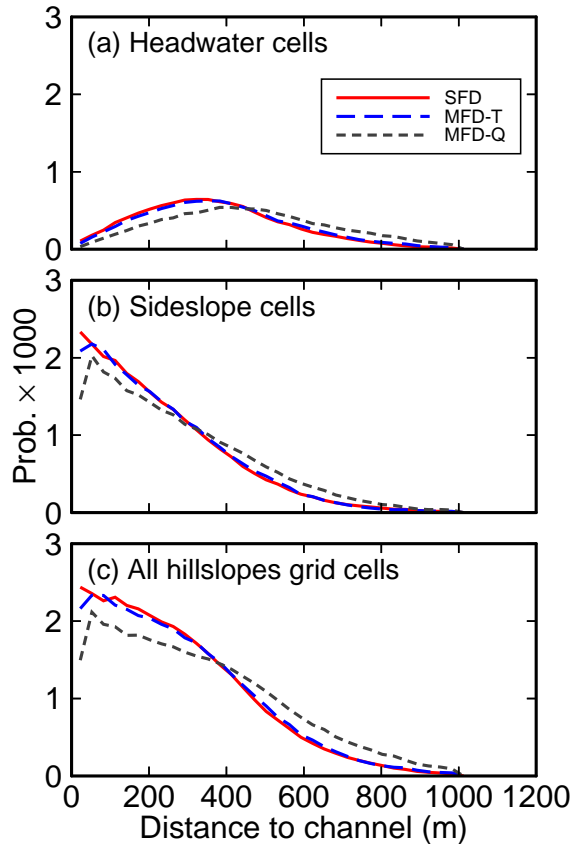 3
(a) Headwater cells
SFD
MFD-T
MFD-Q
2
1
0
3
(b) Sideslope cells
2
1
0
Prob. × 1000
3
(c) All hillslopes grid cells
2
1
0
0 200 400 600 800 1000 1200
Distance to channel (m)